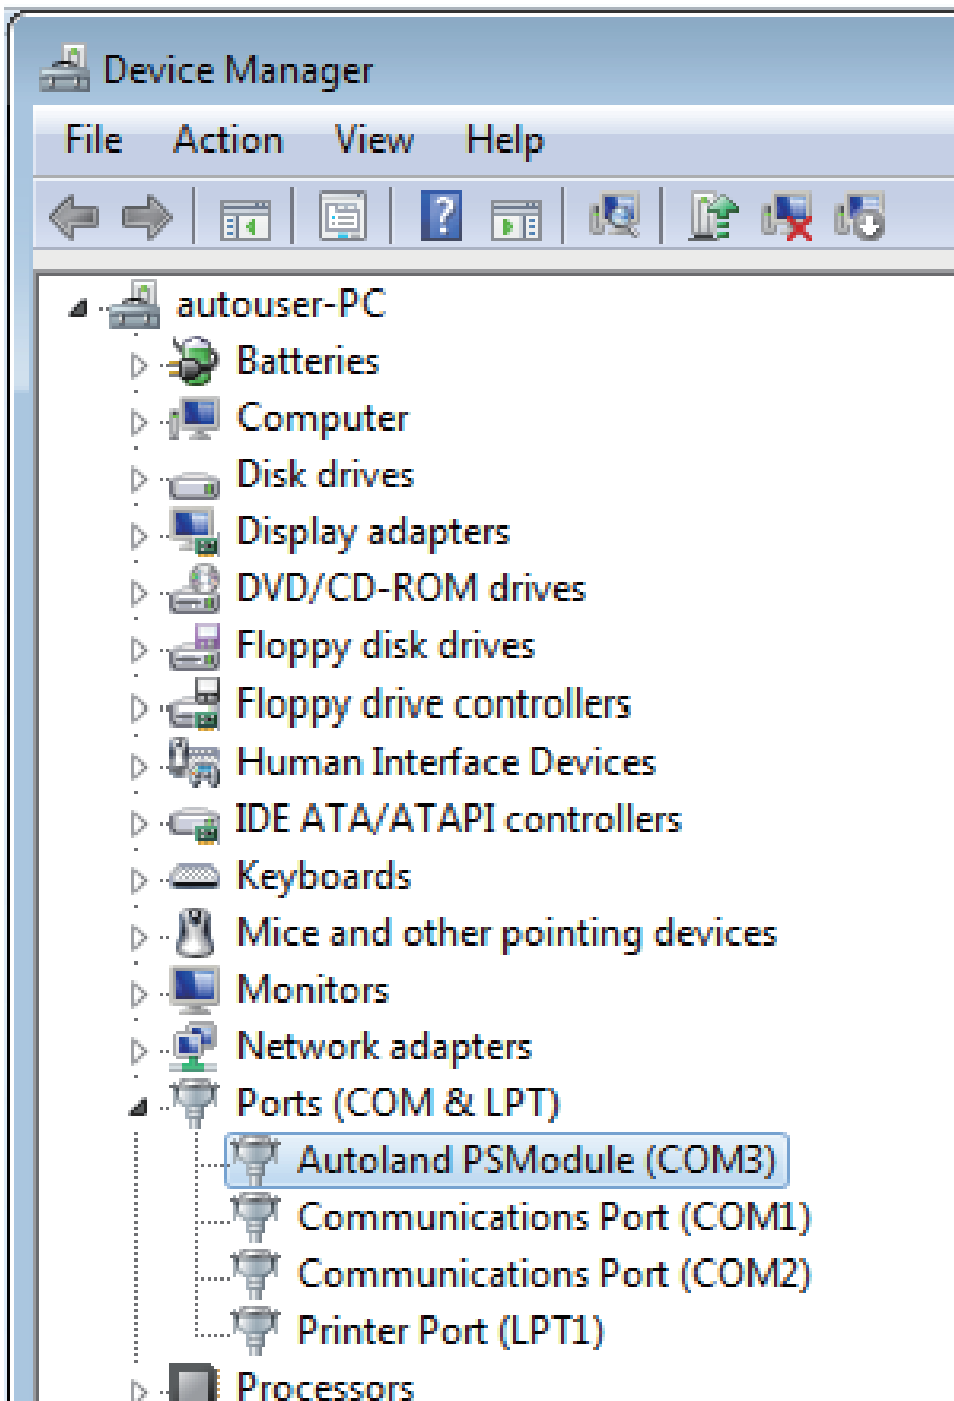 Device Manager
File Action View Help
?
autouser-PC
Batteries
Computer
Disk drives
Display adapters
DVD/CD-ROM drives
Floppy disk drives
Floppy drive controllers
Human Interface Devices
IDE ATA/ATAPI controllers
Keyboards
Mice and other pointing devices
Monitors
Network adapters
Ports (COM & LPT)
Autoland PSModule (COM3)
Communications Port (COM1)
Communications Port (COM2)
Printer Port (LPT1)
Processors